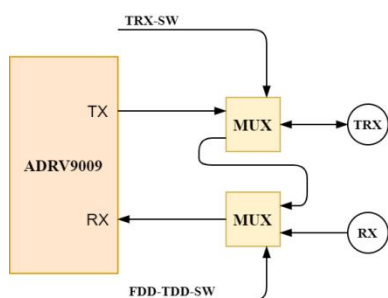 TRX-SW
TX
MUX
TRX
ADRV9009
RX
MUX
RX
FDD-TDD-SW